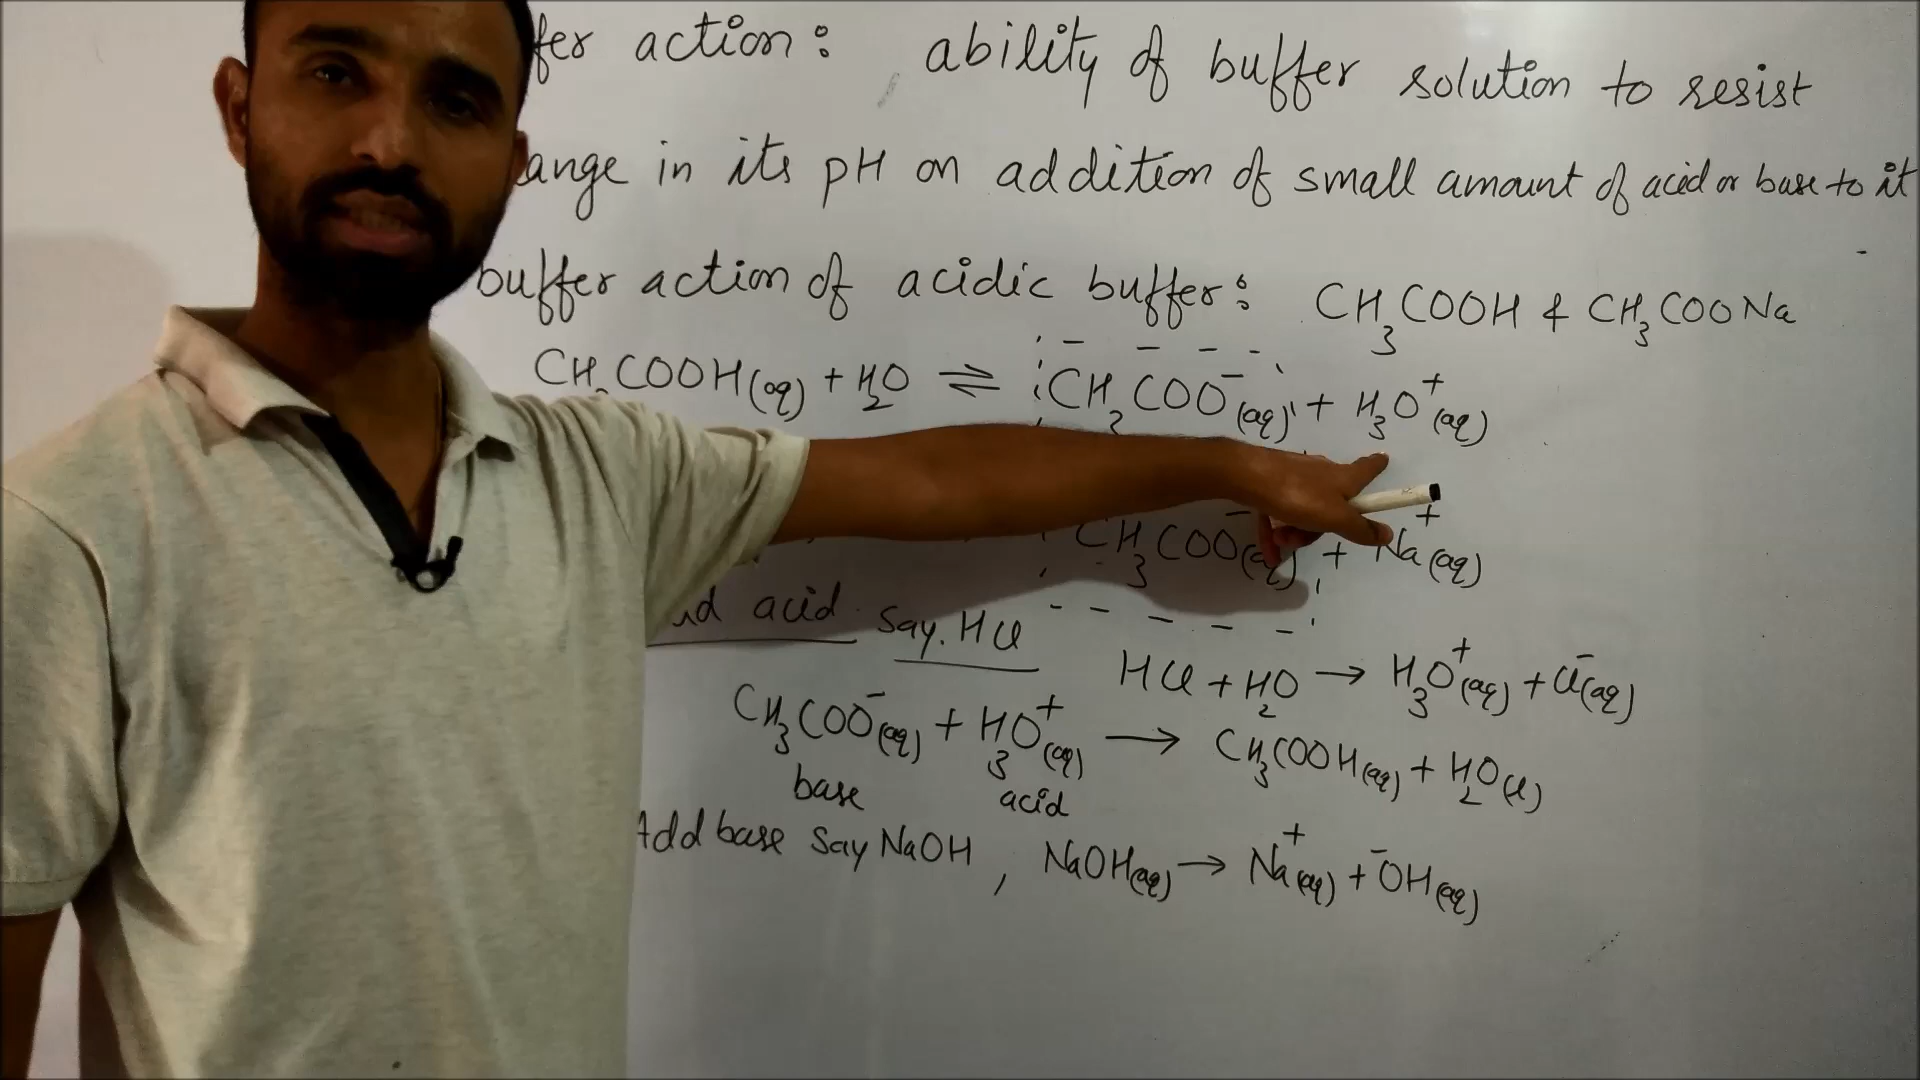 fer action: ability of buffer solution to resist
ange in its pH on addition of small amount of acid or base to it
buffer action of acidic buffer: CH3COOH & CH3COONa
CH3COOH(aq) + H2O ⇌ CH3COO⁻(aq) + H3O⁺(aq)
CH3COO⁻(aq) + Na⁺(aq)
acid say. HCl
HCl + H2O → H3O⁺(aq) + Cl⁻(aq)
CH3COO⁻(aq) + H3O⁺(aq) → CH3COOH(aq) + H2O(l)
base acid
Add base say NaOH, NaOH(aq) → Na⁺(aq) + ⁻OH(aq)